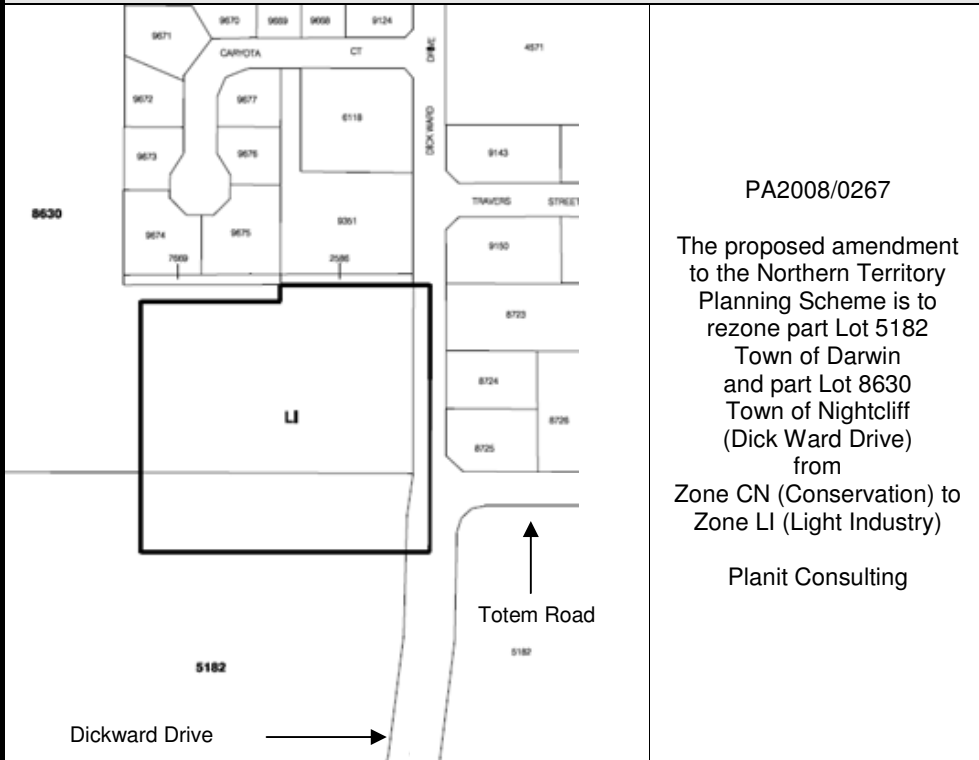 9670
9669
9668
9124
9671
4571
CARYOTA
CT
DRIVE
9672
9677
6118
DICK WARD
9673
9676
9143
8630
TRAVERS
STREET
9674
9675
9351
9150
7669
2586
8723
8724
LI
8726
8725
Totem Road
5182
5182
Dickward Drive
PA2008/0267
The proposed amendment
to the Northern Territory
Planning Scheme is to
rezone part Lot 5182
Town of Darwin
and part Lot 8630
Town of Nightcliff
(Dick Ward Drive)
from
Zone CN (Conservation) to
Zone LI (Light Industry)
Planit Consulting